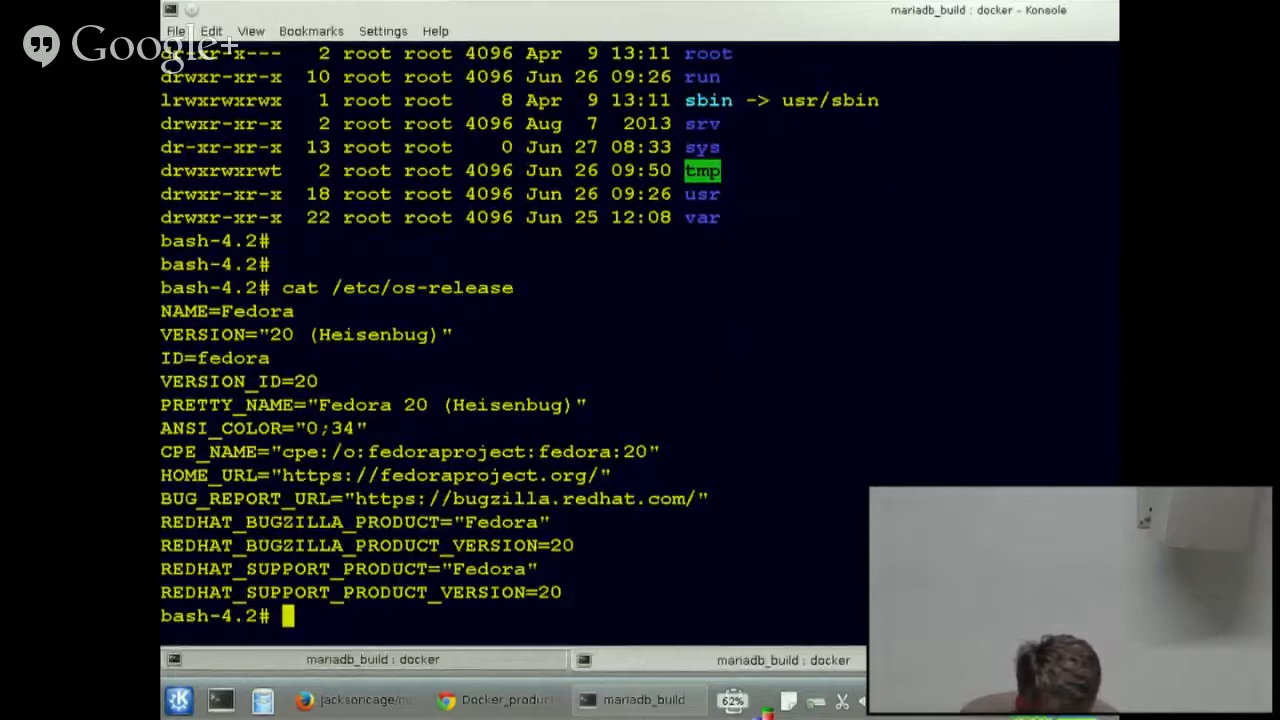 Google+
mariadb_build : docker - Konsole
File Edit View Bookmarks Settings Help
dr-xr-x--- 2 root root 4096 Apr 9 13:11 root
drwxr-xr-x 10 root root 4096 Jun 26 09:26 run
lrwxrwxrwx 1 root root 8 Apr 9 13:11 sbin -> usr/sbin
drwxr-xr-x 2 root root 4096 Aug 7 2013 srv
dr-xr-xr-x 13 root root 0 Jun 27 08:33 sys
drwxrwxrwt 2 root root 4096 Jun 26 09:50 tmp
drwxr-xr-x 18 root root 4096 Jun 26 09:26 usr
drwxr-xr-x 22 root root 4096 Jun 25 12:08 var
bash-4.2#
bash-4.2#
bash-4.2# cat /etc/os-release
NAME=Fedora
VERSION="20 (Heisenbug)"
ID=fedora
VERSION_ID=20
PRETTY_NAME="Fedora 20 (Heisenbug)"
ANSI_COLOR="0;34"
CPE_NAME="cpe:/o:fedoraproject:fedora:20"
HOME_URL="https://fedoraproject.org/"
BUG_REPORT_URL="https://bugzilla.redhat.com/"
REDHAT_BUGZILLA_PRODUCT="Fedora"
REDHAT_BUGZILLA_PRODUCT_VERSION=20
REDHAT_SUPPORT_PRODUCT="Fedora"
REDHAT_SUPPORT_PRODUCT_VERSION=20
bash-4.2#
mariadb_build : docker mariadb_build : docker
jacksoncage/ Docker_produ mariadb_build 62%